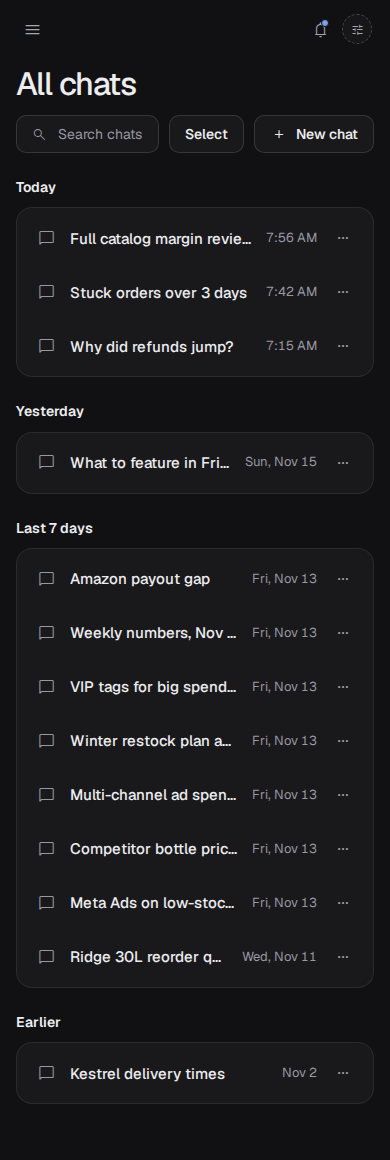 All chats
Search chats
Select
+ New chat
Today
Full catalog margin revie... 7:56 AM
Stuck orders over 3 days 7:42 AM
Why did refunds jump? 7:15 AM
Yesterday
What to feature in Fri... Sun, Nov 15
Last 7 days
Amazon payout gap Fri, Nov 13
Weekly numbers, Nov ... Fri, Nov 13
VIP tags for big spend... Fri, Nov 13
Winter restock plan a... Fri, Nov 13
Multi-channel ad spen... Fri, Nov 13
Competitor bottle pric... Fri, Nov 13
Meta Ads on low-stoc... Fri, Nov 13
Ridge 30L reorder q... Wed, Nov 11
Earlier
Kestrel delivery times Nov 2